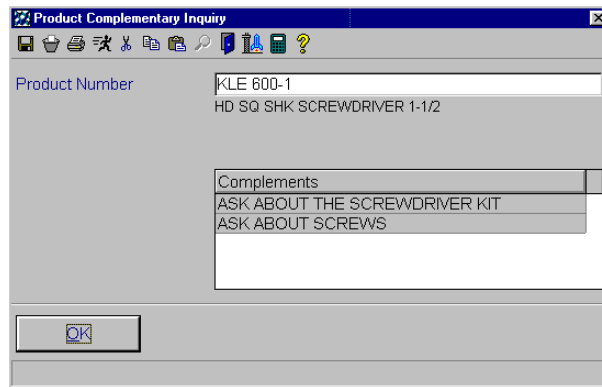 Product Complementary Inquiry
Product Number
KLE 600-1
HD SQ SHK SCREWDRIVER 1-1/2
Complements
ASK ABOUT THE SCREWDRIVER KIT
ASK ABOUT SCREWS
OK